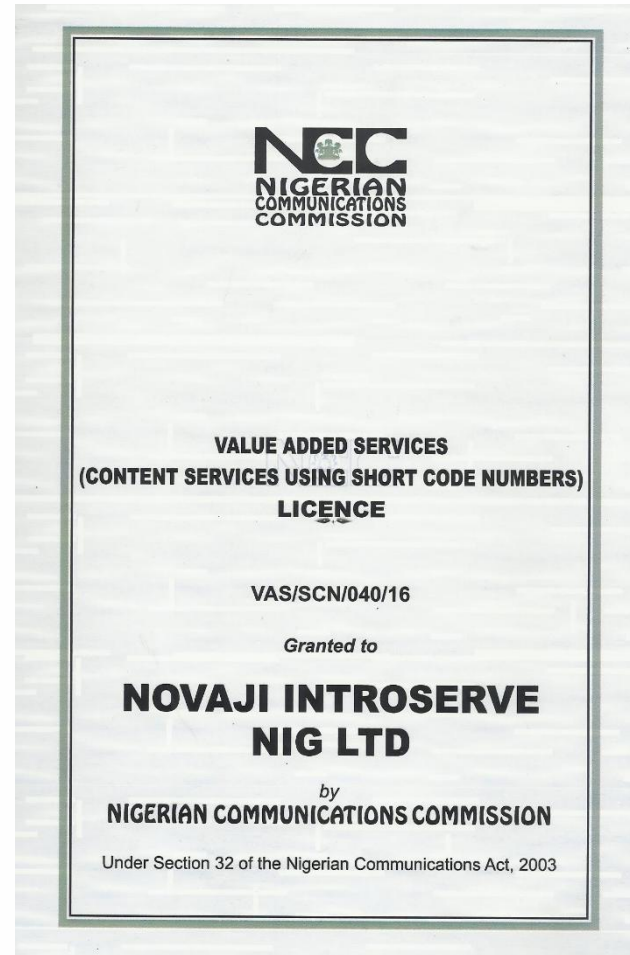 NCC
NIGERIAN
COMMUNICATIONS
COMMISSION
VALUE ADDED SERVICES
(CONTENT SERVICES USING SHORT CODE NUMBERS)
LICENCE
VAS/SCN/040/16
Granted to
NOVAJI INTROSERVE
NIG LTD
by
NIGERIAN COMMUNICATIONS COMMISSION
Under Section 32 of the Nigerian Communications Act, 2003